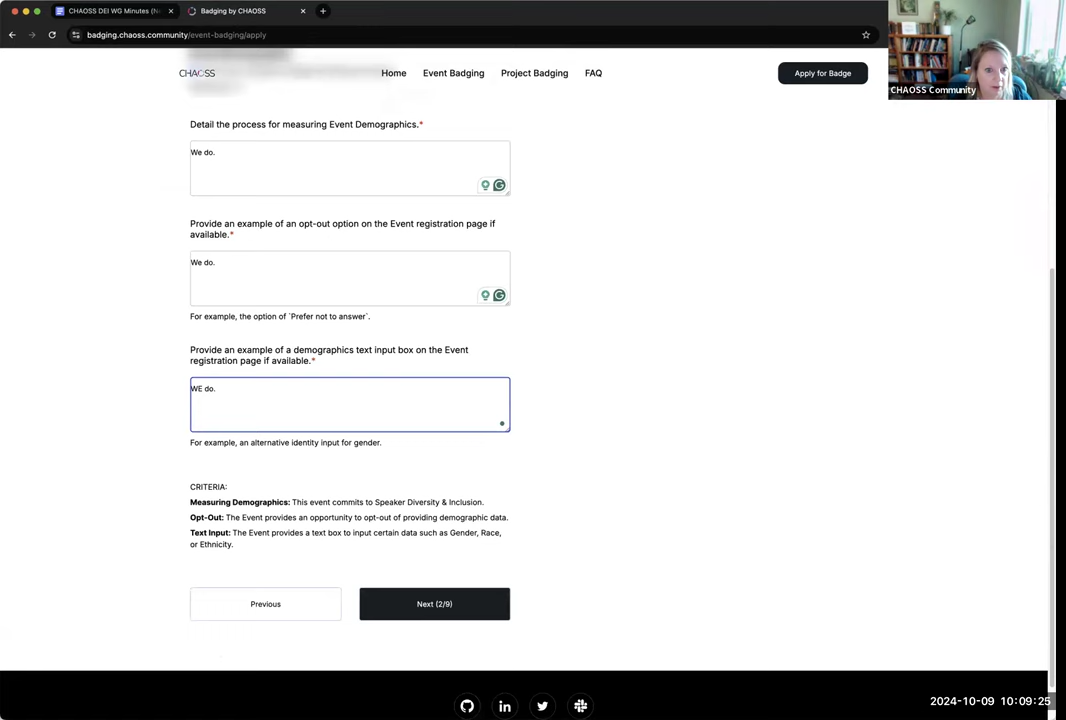 CHAOSS DEI WG Minutes (N
Badging by CHAOSS
badging.chaoss.community/event-badging/apply
CHAOSS
Home
Event Badging
Project Badging
FAQ
Apply for Badge
CHAOSS Community
Detail the process for measuring Event Demographics.*
We do.
Provide an example of an opt-out option on the Event registration page if
available.*
We do.
For example, the option of `Prefer not to answer`.
Provide an example of a demographics text input box on the Event
registration page if available.*
WE do.
For example, an alternative identity input for gender.
CRITERIA:
Measuring Demographics: This event commits to Speaker Diversity & Inclusion.
Opt-Out: The Event provides an opportunity to opt-out of providing demographic data.
Text Input: The Event provides a text box to input certain data such as Gender, Race,
or Ethnicity.
Previous
Next (2/9)
2024-10-09 10:09:25